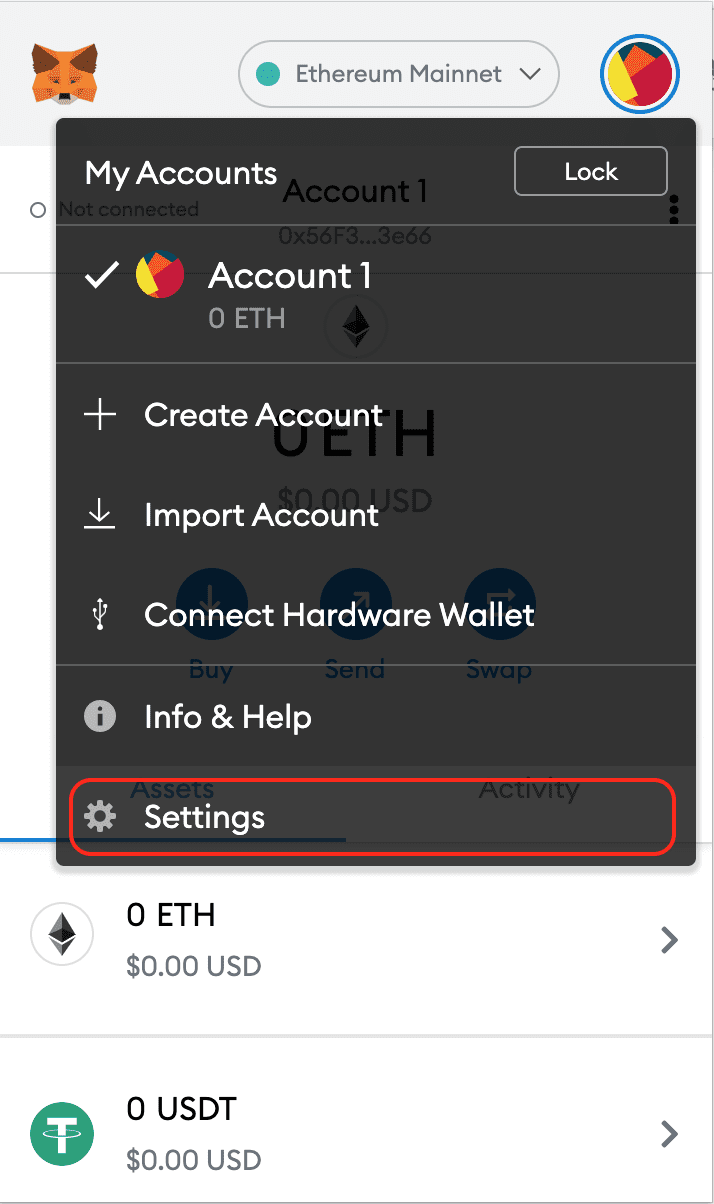 Ethereum Mainnet
My Accounts
Lock
Account 1
Not connected
0x56F3...3e66
Account 1
0 ETH
Create Account
0 ETH
$0.00 USD
Import Account
Connect Hardware Wallet
Buy
Send
Swap
Info & Help
Assets
Activity
Settings
0 ETH
$0.00 USD
0 USDT
$0.00 USD